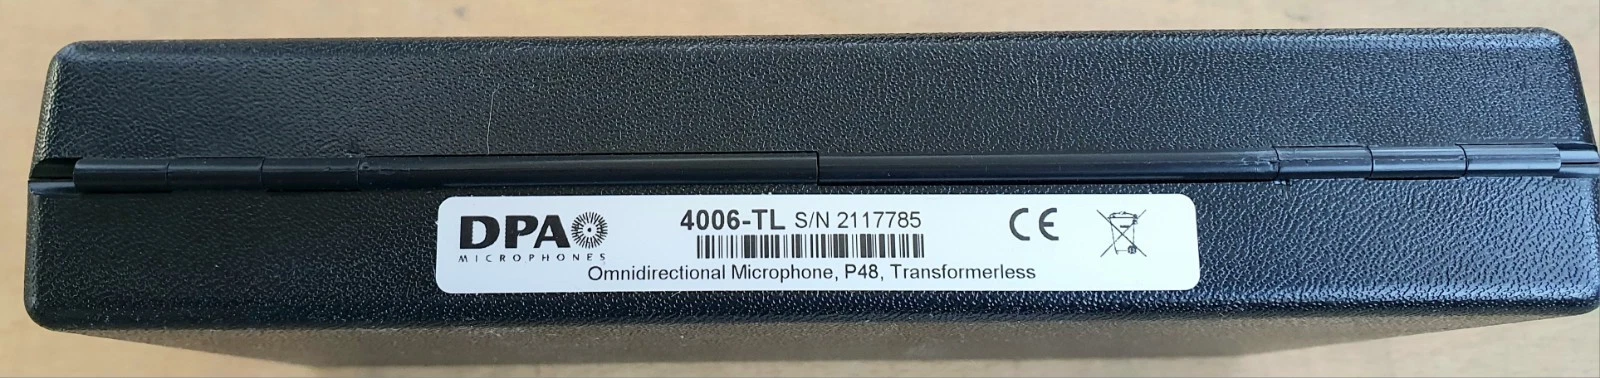 DPA
MICROPHONES
4006-TL S/N 2117785
CE
Omnidirectional Microphone, P48, Transformerless